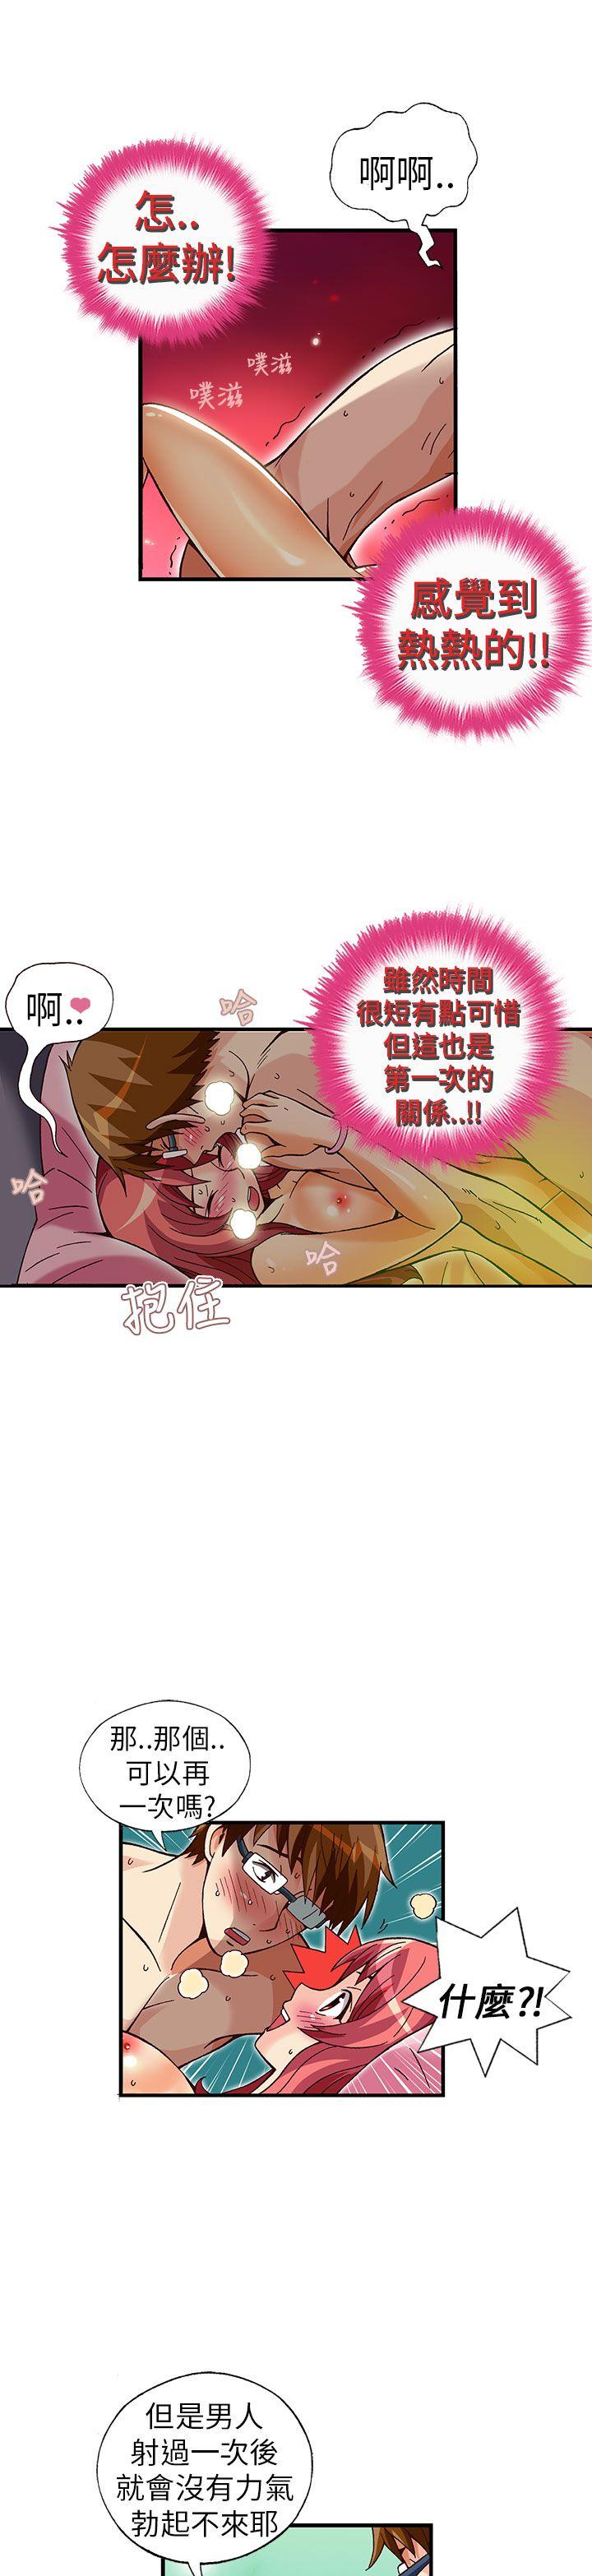 啊啊..
怎..
怎麼辦!
噗滋
噗滋
感覺到
熱熱的!!
啊..
哈
雖然時間
很短有點可惜
但這也是
第一次的
關係..!!
哈
哈
抱住
那..那個..
可以再
一次嗎?
什麼?!
但是男人
射過一次後
就會沒有力氣
勃起不來耶